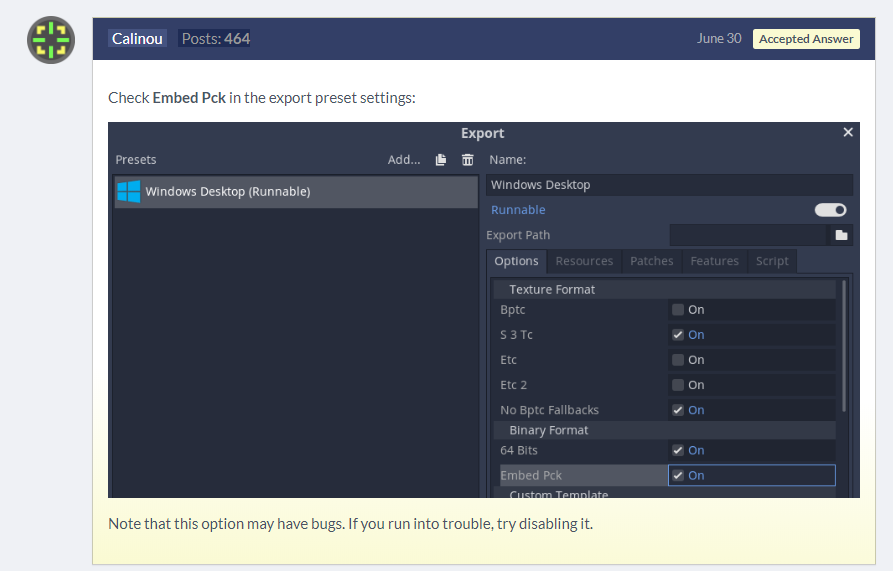 Calinou Posts: 464 June 30 Accepted Answer
Check Embed Pck in the export preset settings:
Export
Presets Add... Name:
Windows Desktop (Runnable)
Windows Desktop
Runnable
Export Path
Options Resources Patches Features Script
Texture Format
Bptc On
S 3 Tc On
Etc On
Etc 2 On
No Bptc Fallbacks On
Binary Format
64 Bits On
Embed Pck On
Custom Template
Note that this option may have bugs. If you run into trouble, try disabling it.